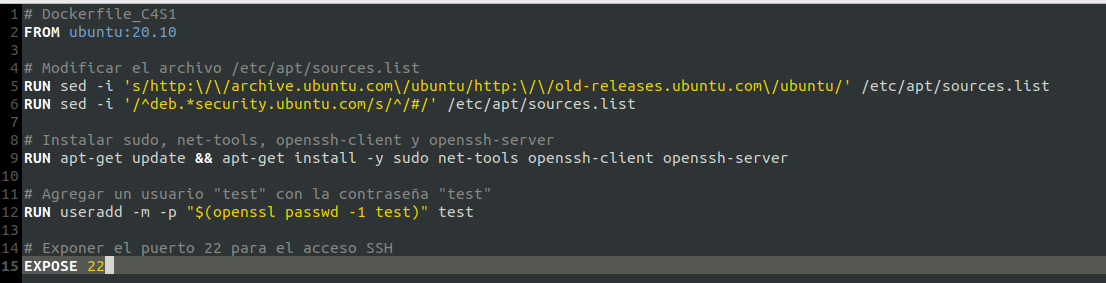 1 # Dockerfile_C4S1
2 FROM ubuntu:20.10
3
4 # Modificar el archivo /etc/apt/sources.list
5 RUN sed -i 's/http:\/\/archive.ubuntu.com\/ubuntu/http:\/\/old-releases.ubuntu.com\/ubuntu/' /etc/apt/sources.list
6 RUN sed -i '/^deb.*security.ubuntu.com/s/^/#/' /etc/apt/sources.list
7
8 # Instalar sudo, net-tools, openssh-client y openssh-server
9 RUN apt-get update && apt-get install -y sudo net-tools openssh-client openssh-server
10
11 # Agregar un usuario "test" con la contraseña "test"
12 RUN useradd -m -p "$(openssl passwd -1 test)" test
13
14 # Exponer el puerto 22 para el acceso SSH
15 EXPOSE 22